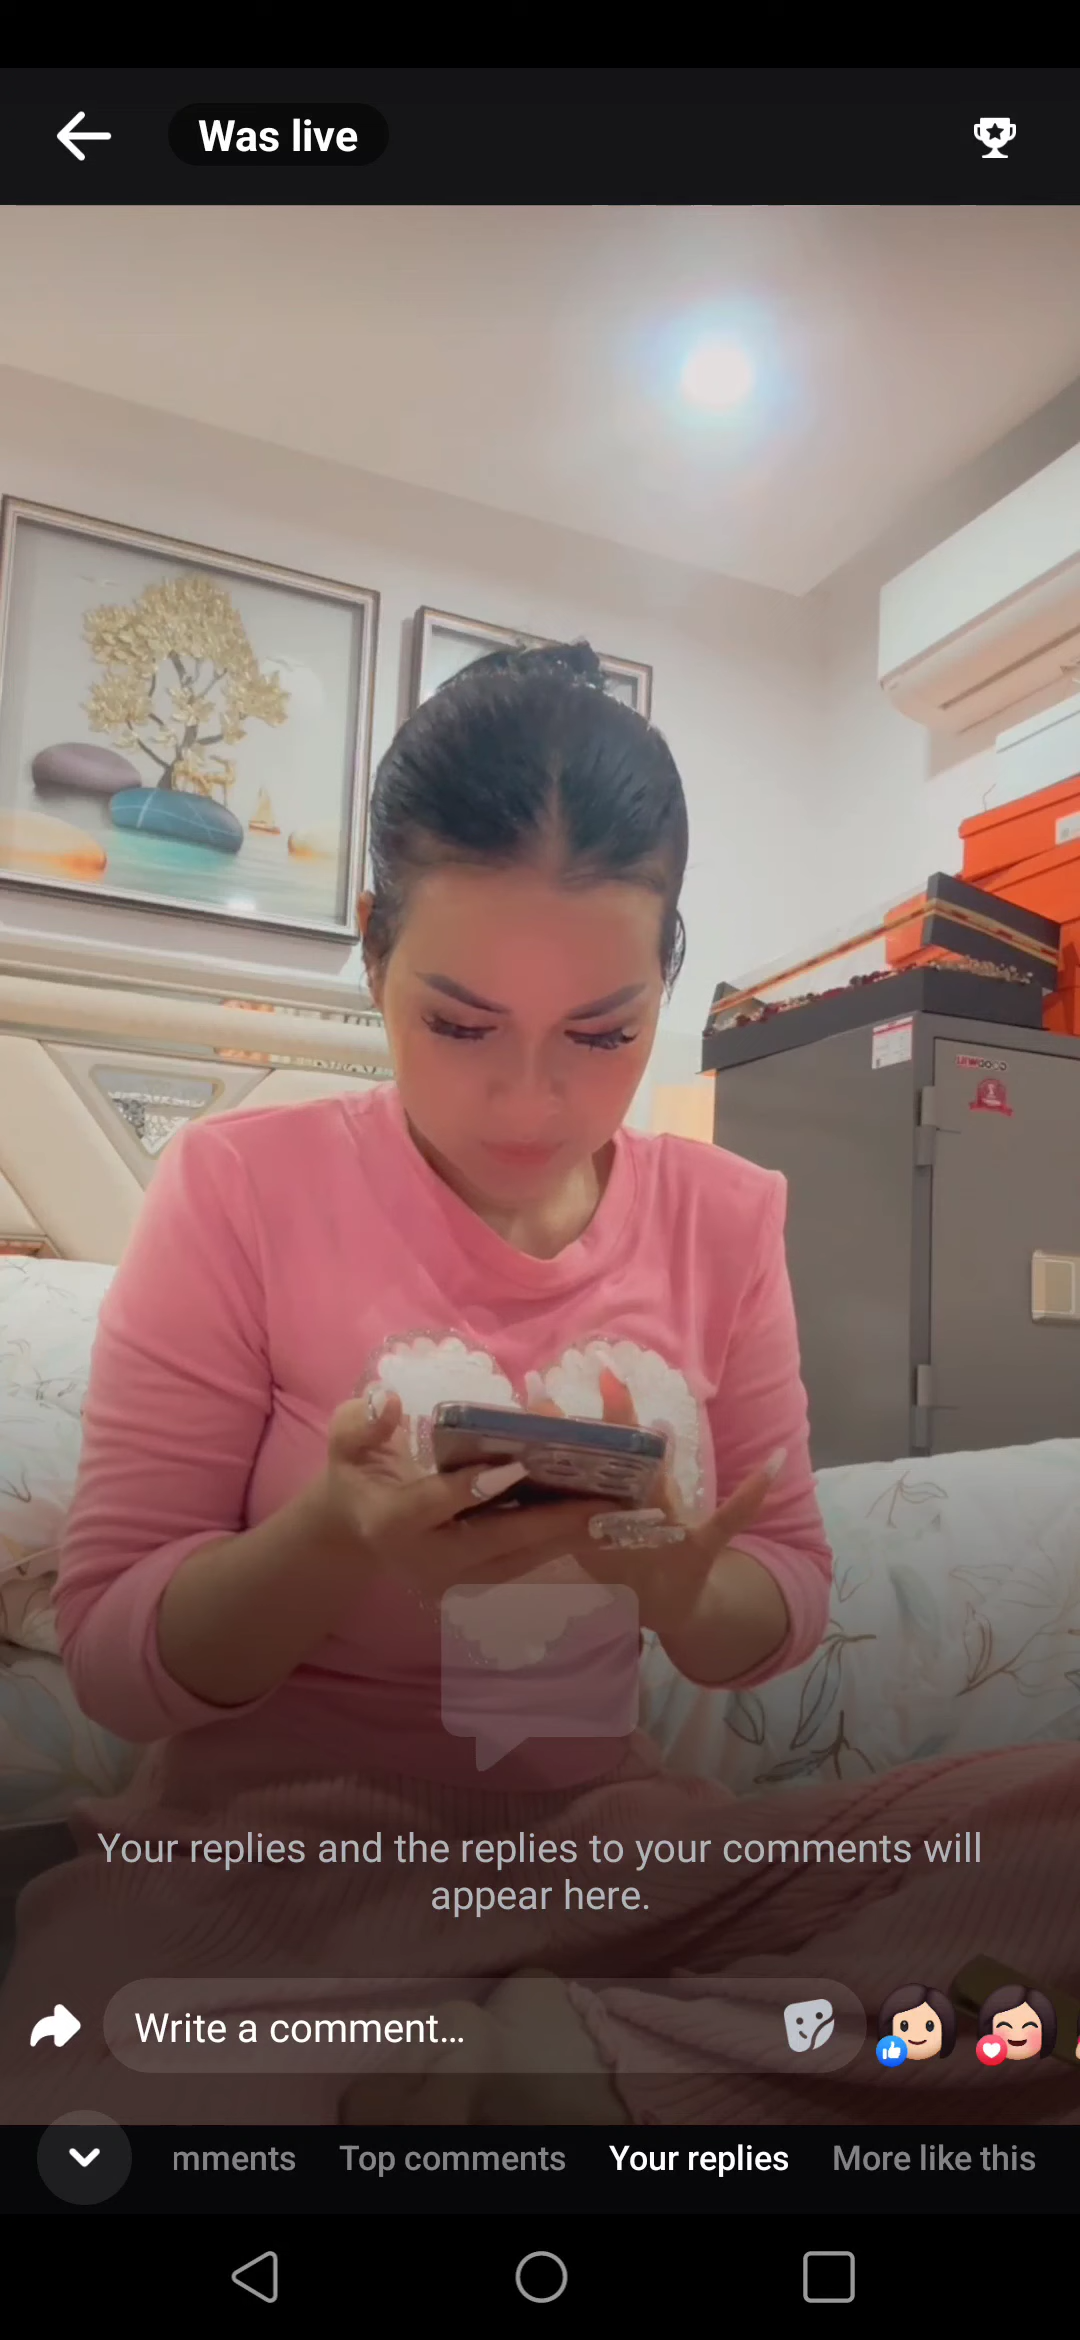 Was live
Your replies and the replies to your comments will
appear here.
Write a comment...
mments
Top comments
Your replies
More like this